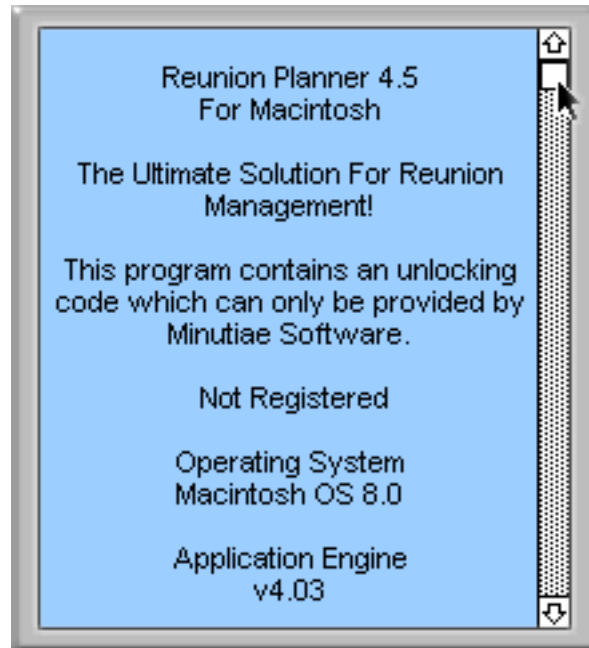 Reunion Planner 4.5
For Macintosh
The Ultimate Solution For Reunion
Management!
This program contains an unlocking
code which can only be provided by
Minutiae Software.
Not Registered
Operating System
Macintosh OS 8.0
Application Engine
v4.03